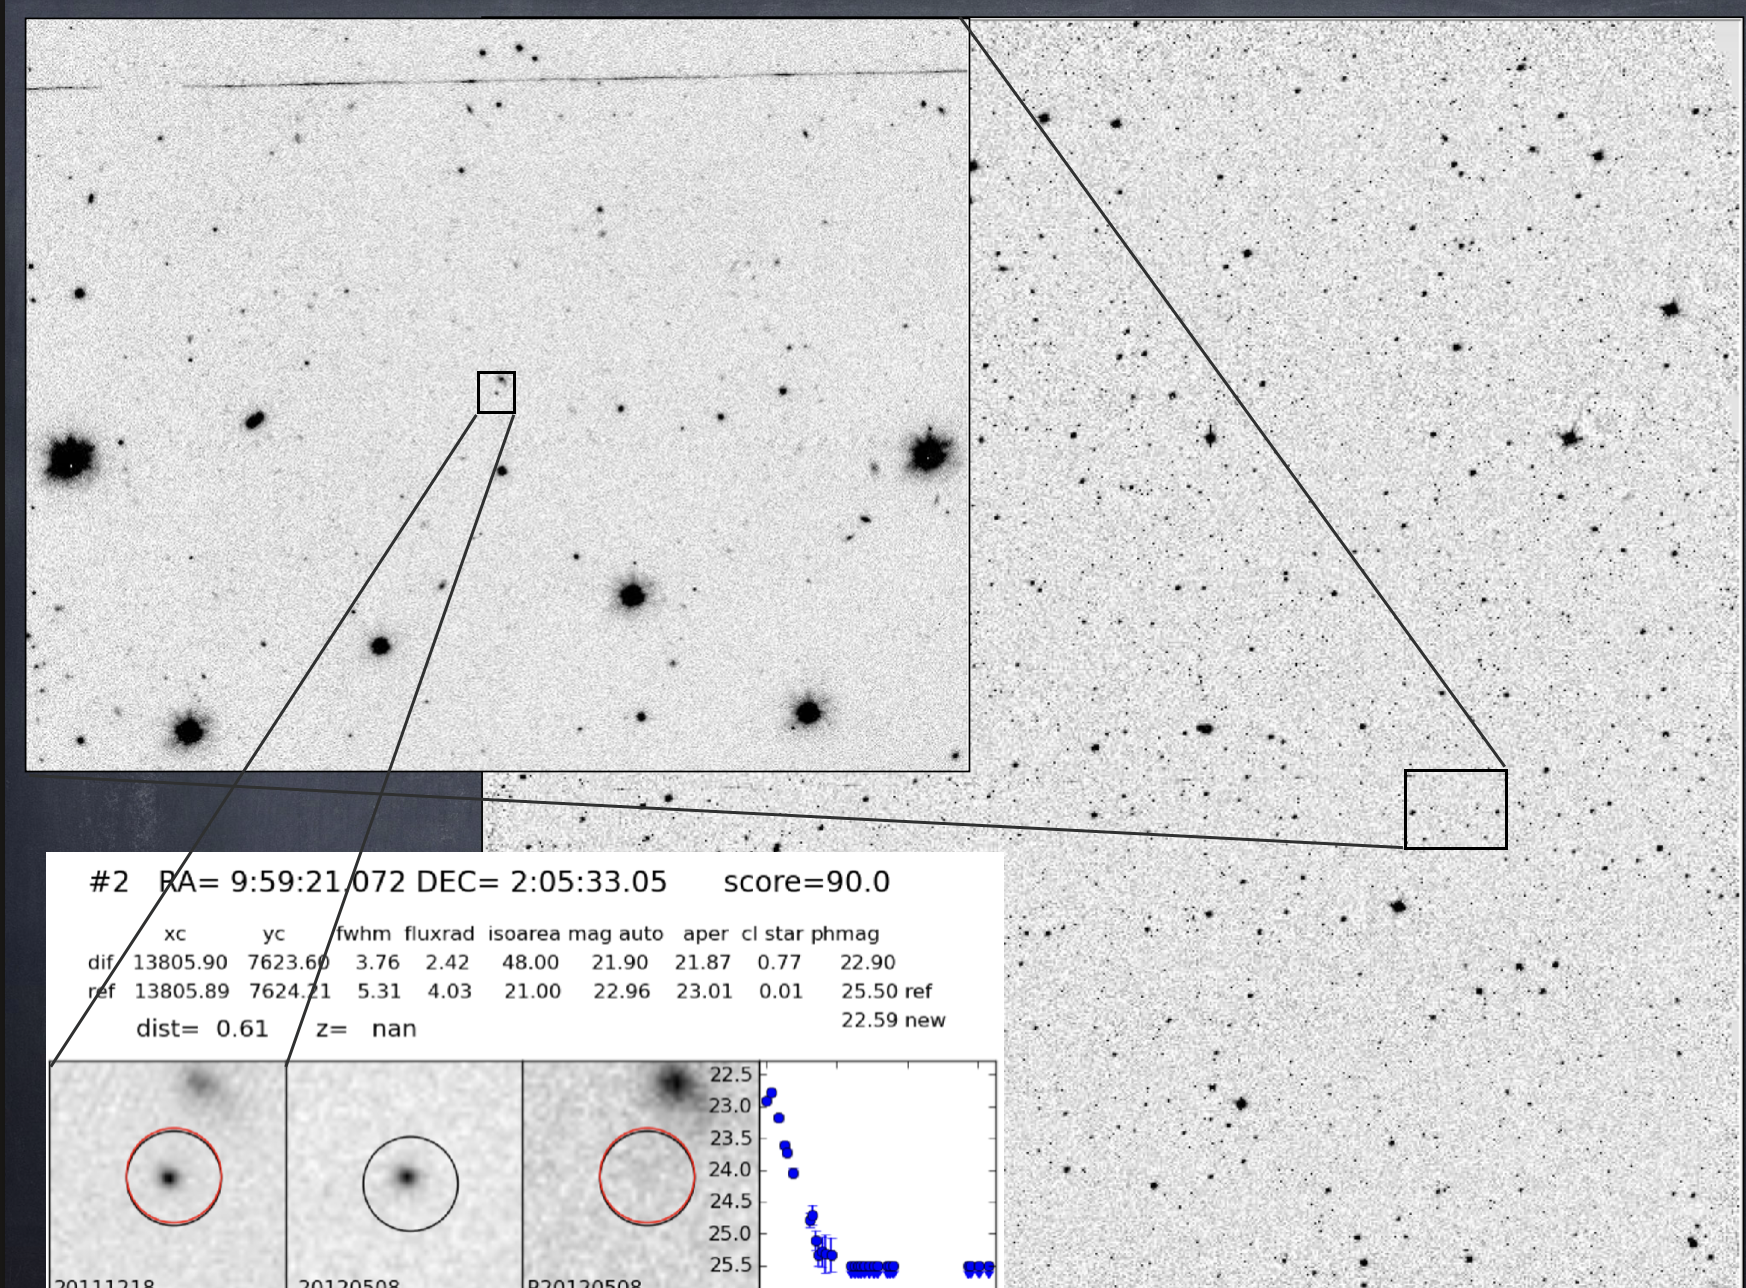 #2 RA= 9:59:21.072 DEC= 2:05:33.05 score=90.0
xc yc fwhm fluxrad isoarea mag auto aper cl star phmag
dif 13805.90 7623.60 3.76 2.42 48.00 21.90 21.87 0.77 22.90
ref 13805.89 7624.21 5.31 4.03 21.00 22.96 23.01 0.01 25.50 ref
dist= 0.61 z= nan 22.59 new
22.5
23.0
23.5
24.0
24.5
25.0
25.5
20111218 20120508 R20120508